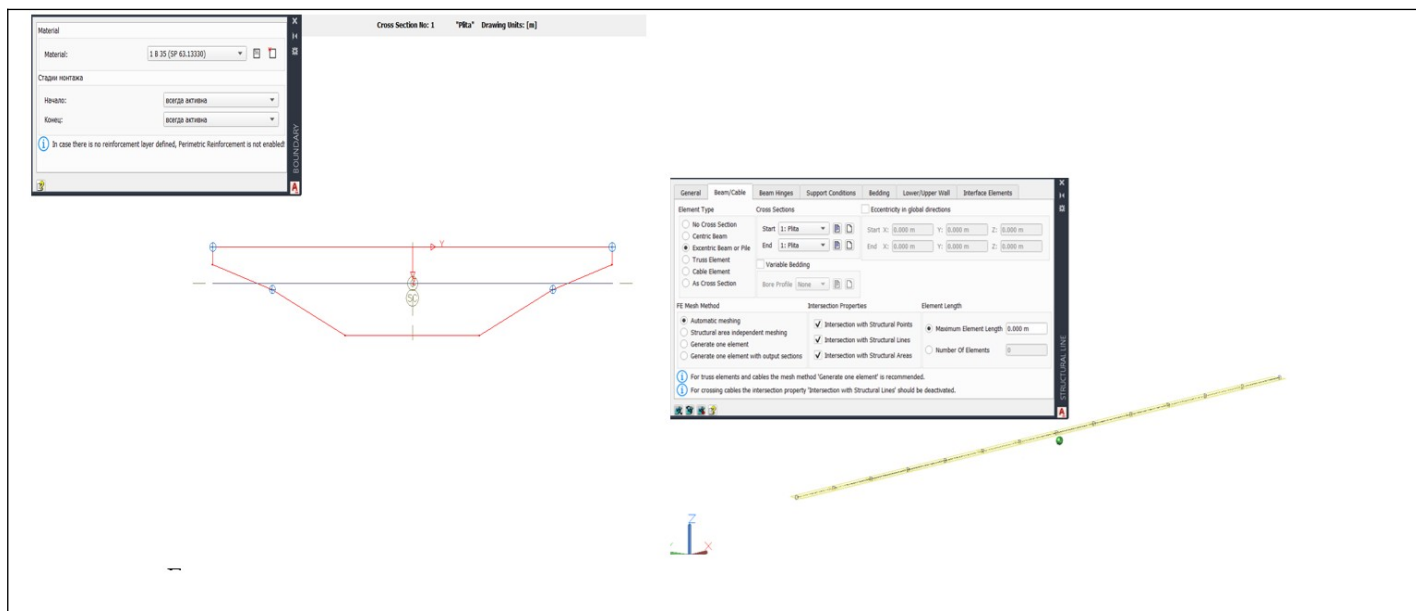 Material
Material:
1 B 35 (SP 63.13330)
Стадии монтажа
Начало:
всегда активна
Конец:
всегда активна
In case there is no reinforcement layer defined, Perimetric Reinforcement is not enabled!
BOUNDARY
Cross Section No: 1 "Plita" Drawing Units: [m]
Y
SC
General Beam/Cable Beam Hinges Support Conditions Bedding Lower/Upper Wall Interface Elements
Element Type
No Cross Section
Centric Beam
Excentric Beam or Pile
Truss Element
Cable Element
As Cross Section
Cross Sections
Start 1: Plita
End 1: Plita
Variable Bedding
Bore Profile None
Eccentricity in global directions
Start X: 0.000 m Y: 0.000 m Z: 0.000 m
End X: 0.000 m Y: 0.000 m Z: 0.000 m
FE Mesh Method
Automatic meshing
Structural area independent meshing
Generate one element
Generate one element with output sections
Intersection Properties
Intersection with Structural Points
Intersection with Structural Lines
Intersection with Structural Areas
Element Length
Maximum Element Length 0.000 m
Number Of Elements 0
For truss elements and cables the mesh method 'Generate one element' is recommended.
For crossing cables the intersection property 'Intersection with Structural Lines' should be deactivated.
STRUCTURAL LINE
Z
X